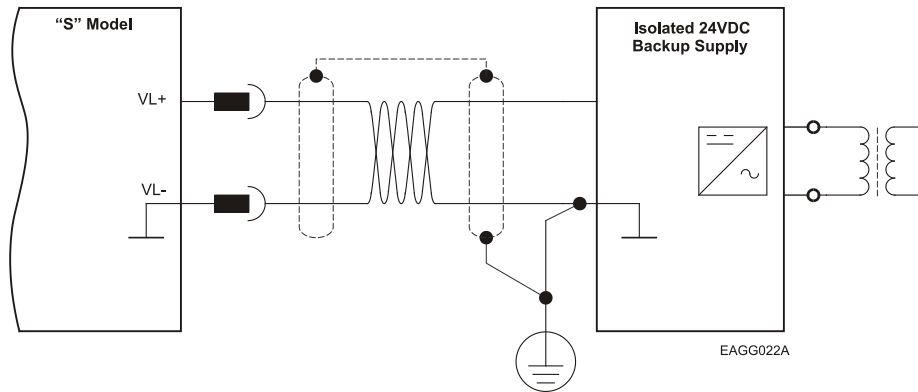 “S” Model
VL+
VL-
Isolated 24VDC
Backup Supply
EAGG022A